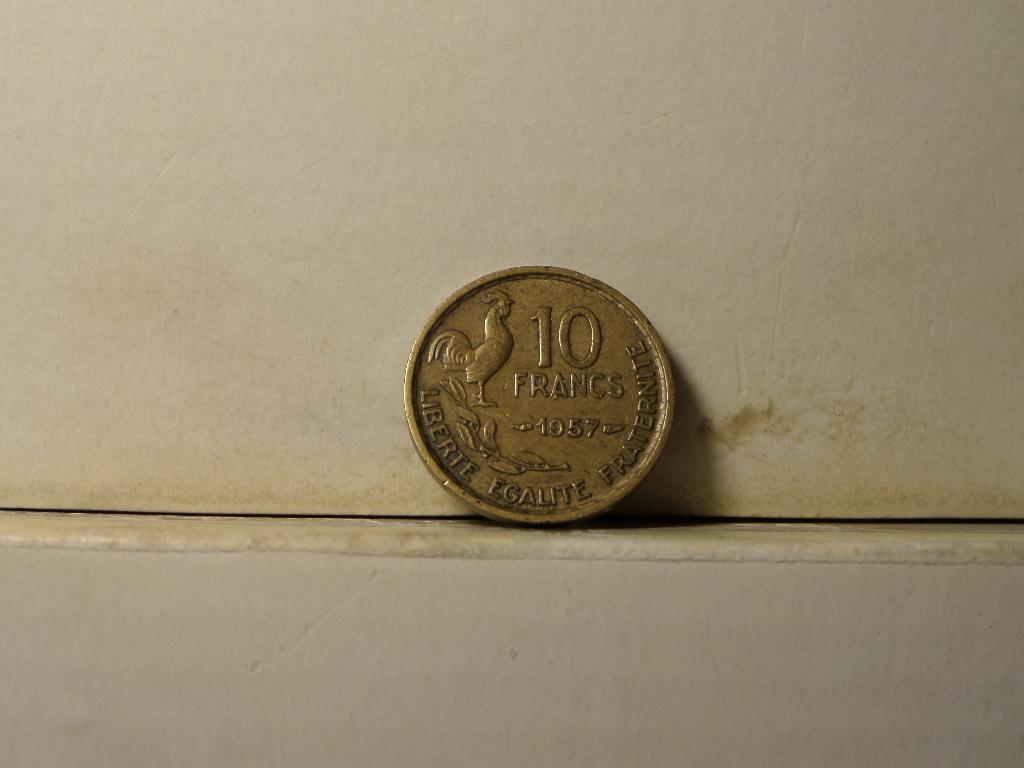 10
FRANCS
1957
LIBERTE EGALITE FRATERNITE